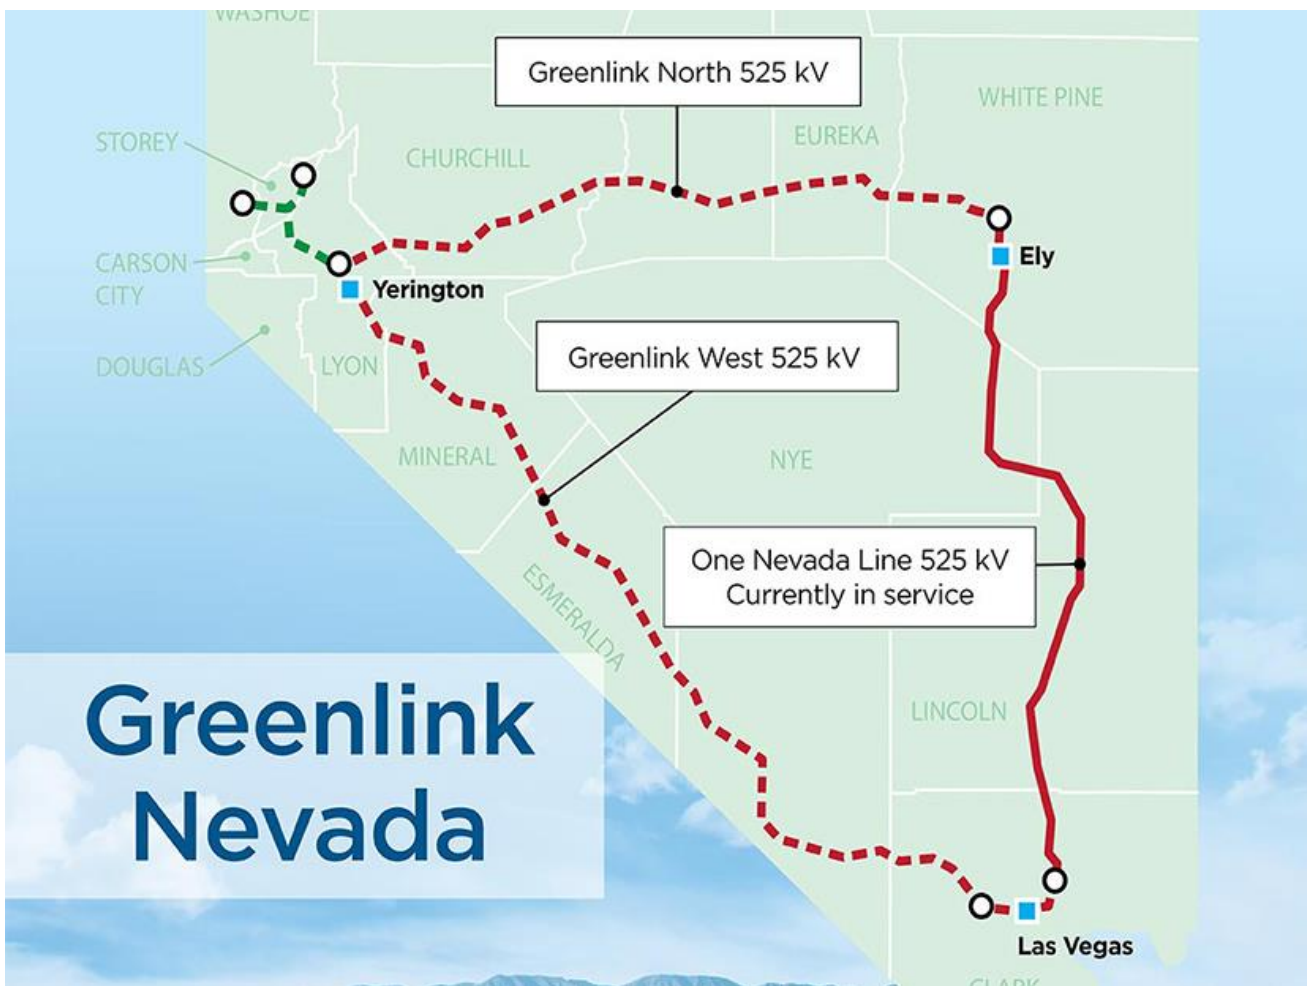 WASHOE
Greenlink North 525 kV
WHITE PINE
STOREY
EUREKA
CHURCHILL
CARSON
CITY
Ely
Yerington
DOUGLAS
LYON
Greenlink West 525 kV
MINERAL
NYE
One Nevada Line 525 kV
Currently in service
ESMERALDA
Greenlink
Nevada
LINCOLN
Las Vegas
CLARK